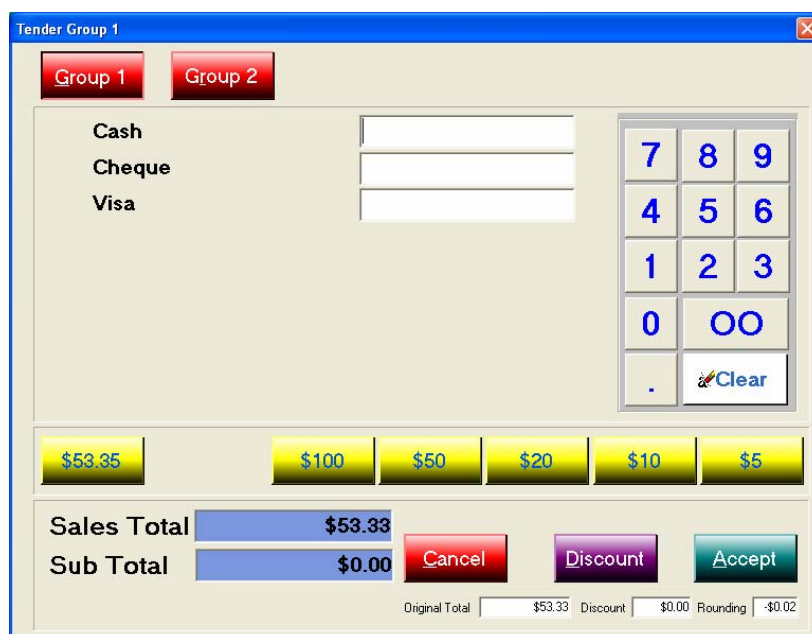 Tender Group 1
Group 1 Group 2
Cash
Cheque
Visa
7 8 9
4 5 6
1 2 3
0 00
. Clear
$53.35 $100 $50 $20 $10 $5
Sales Total $53.33
Sub Total $0.00
Cancel Discount Accept
Original Total $53.33 Discount $0.00 Rounding -$0.02